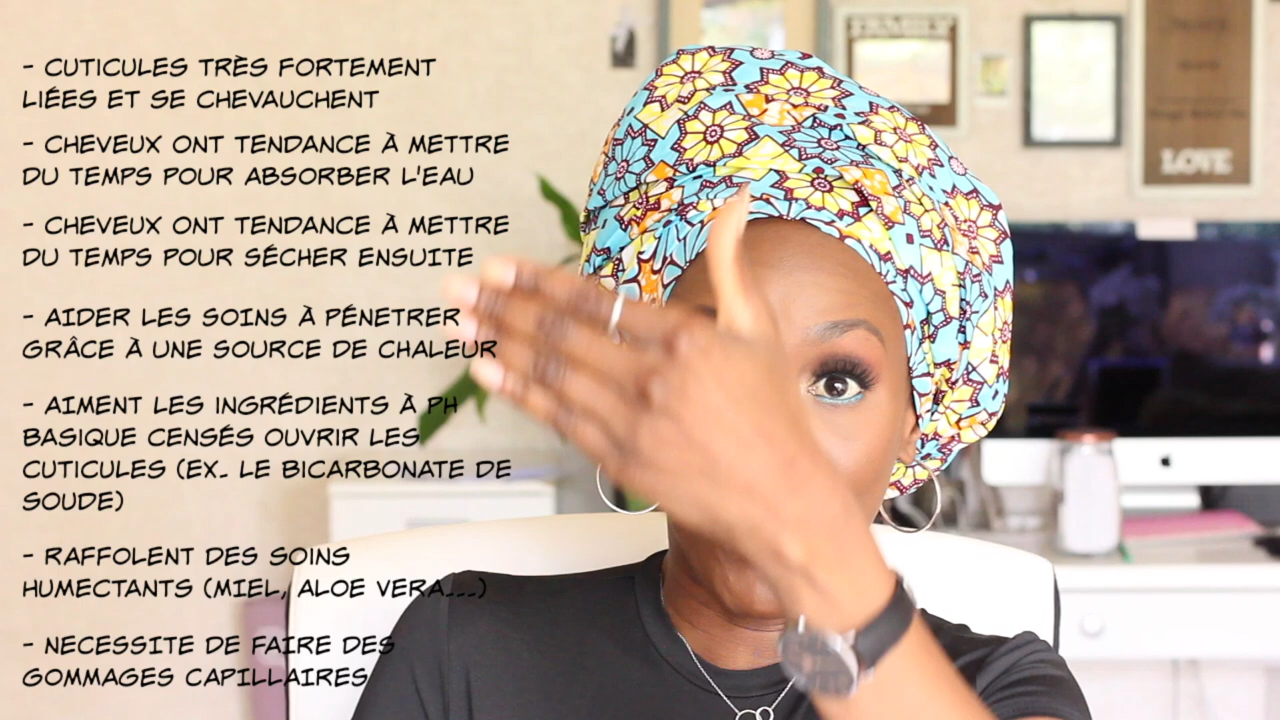 - CUTICULES TRÈS FORTEMENT
LIÉES ET SE CHEVAUCHENT
- CHEVEUX ONT TENDANCE À METTRE
DU TEMPS POUR ABSORBER L'EAU
- CHEVEUX ONT TENDANCE À METTRE
DU TEMPS POUR SÉCHER ENSUITE
- AIDER LES SOINS À PÉNETRER
GRÂCE À UNE SOURCE DE CHALEUR
- AIMENT LES INGRÉDIENTS À PH
BASIQUE CENSÉS OUVRIR LES
CUTICULES (EX. LE BICARBONATE DE
SOUDE)
- RAFFOLENT DES SOINS
HUMECTANTS (MIEL, ALOE VERA...)
- NECESSITE DE FAIRE DES
GOMMAGES CAPILLAIRES
FAMILY
LOVE